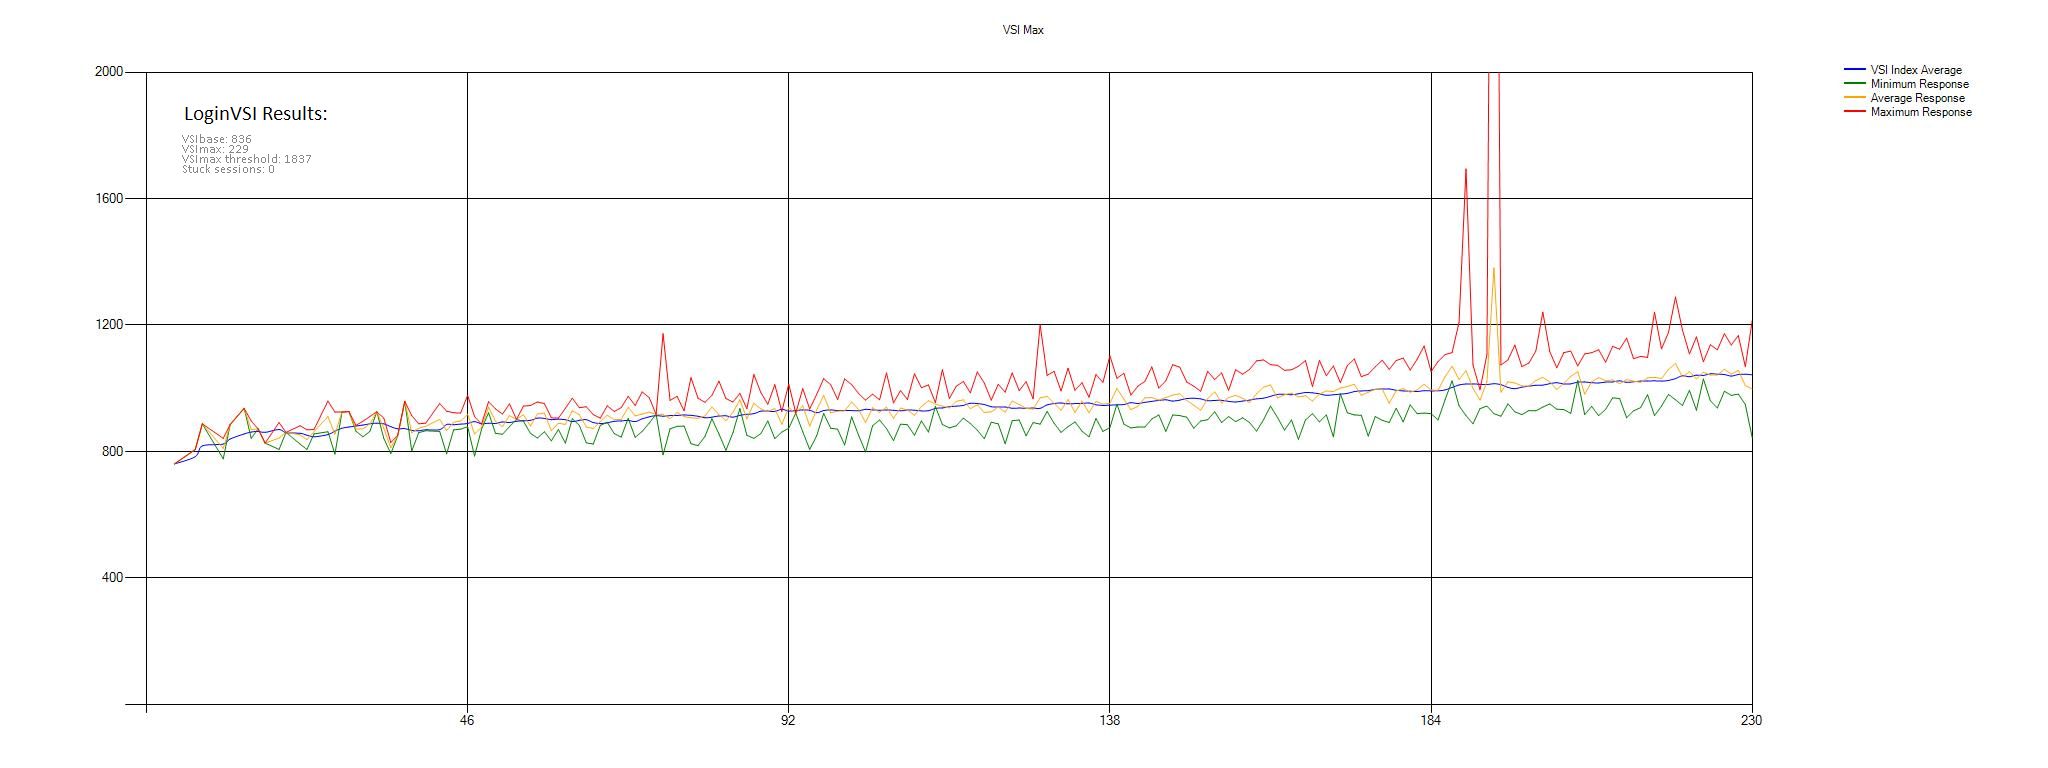 VSI Max
2000
1600
1200
800
400
LoginVSI Results:
VSIbase: 836
VSImax: 229
VSImax threshold: 1837
Stuck sessions: 0
46
92
138
184
230
VSI Index Average
Minimum Response
Average Response
Maximum Response